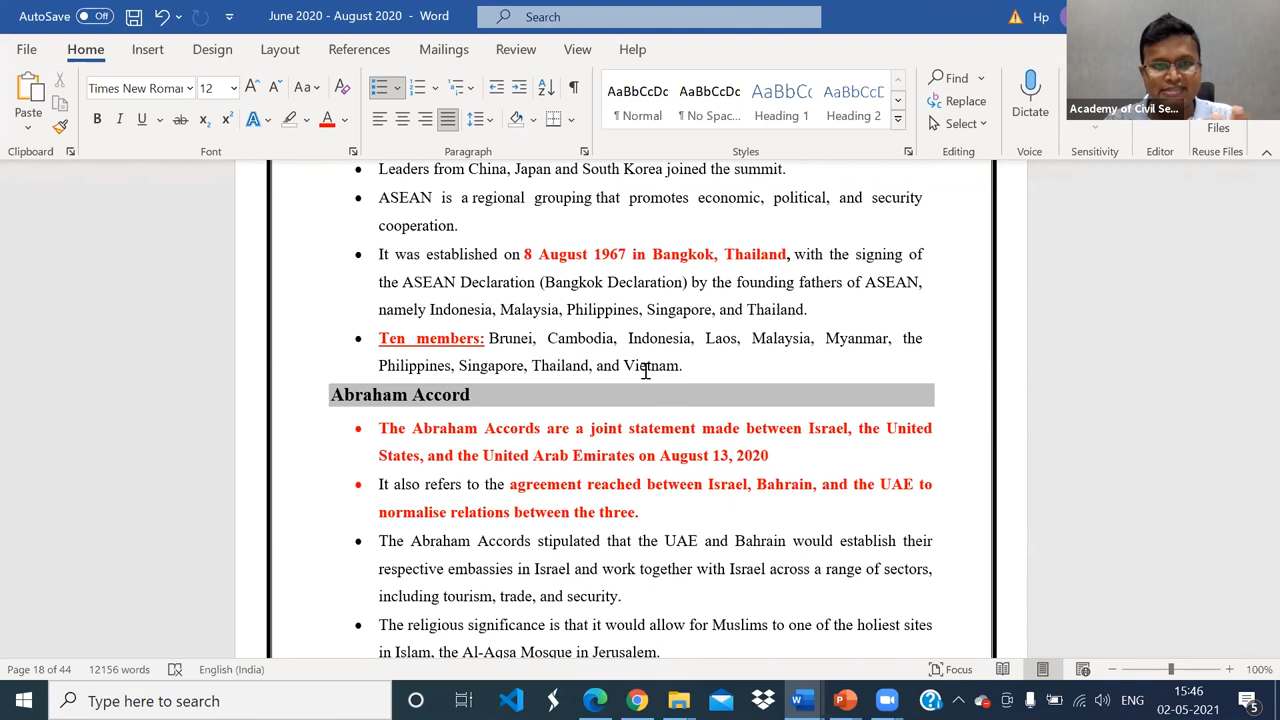 AutoSave Off June 2020 - August 2020 - Word Search Hp
File Home Insert Design Layout References Mailings Review View Help
Academy of Civil Se...
Paste Times New Roma 12 Aa AaBbCcDc AaBbCcDc AaBbCc AaBbCcD Find Replace Select Dictate
B I U ab x₂ x² A A ¶ Normal ¶ No Spac... Heading 1 Heading 2 Files
Clipboard Font Paragraph Styles Editing Voice Sensitivity Editor Reuse Files
• Leaders from China, Japan and South Korea joined the summit.
• ASEAN is a regional grouping that promotes economic, political, and security
cooperation.
• It was established on 8 August 1967 in Bangkok, Thailand, with the signing of
the ASEAN Declaration (Bangkok Declaration) by the founding fathers of ASEAN,
namely Indonesia, Malaysia, Philippines, Singapore, and Thailand.
• Ten members: Brunei, Cambodia, Indonesia, Laos, Malaysia, Myanmar, the
Philippines, Singapore, Thailand, and Vietnam.
Abraham Accord
• The Abraham Accords are a joint statement made between Israel, the United
States, and the United Arab Emirates on August 13, 2020
• It also refers to the agreement reached between Israel, Bahrain, and the UAE to
normalise relations between the three.
• The Abraham Accords stipulated that the UAE and Bahrain would establish their
respective embassies in Israel and work together with Israel across a range of sectors,
including tourism, trade, and security.
• The religious significance is that it would allow for Muslims to one of the holiest sites
in Islam, the Al-Aqsa Mosque in Jerusalem.
Page 18 of 44 12156 words English (India) Focus 100%
Type here to search ENG 15:46
02-05-2021 5